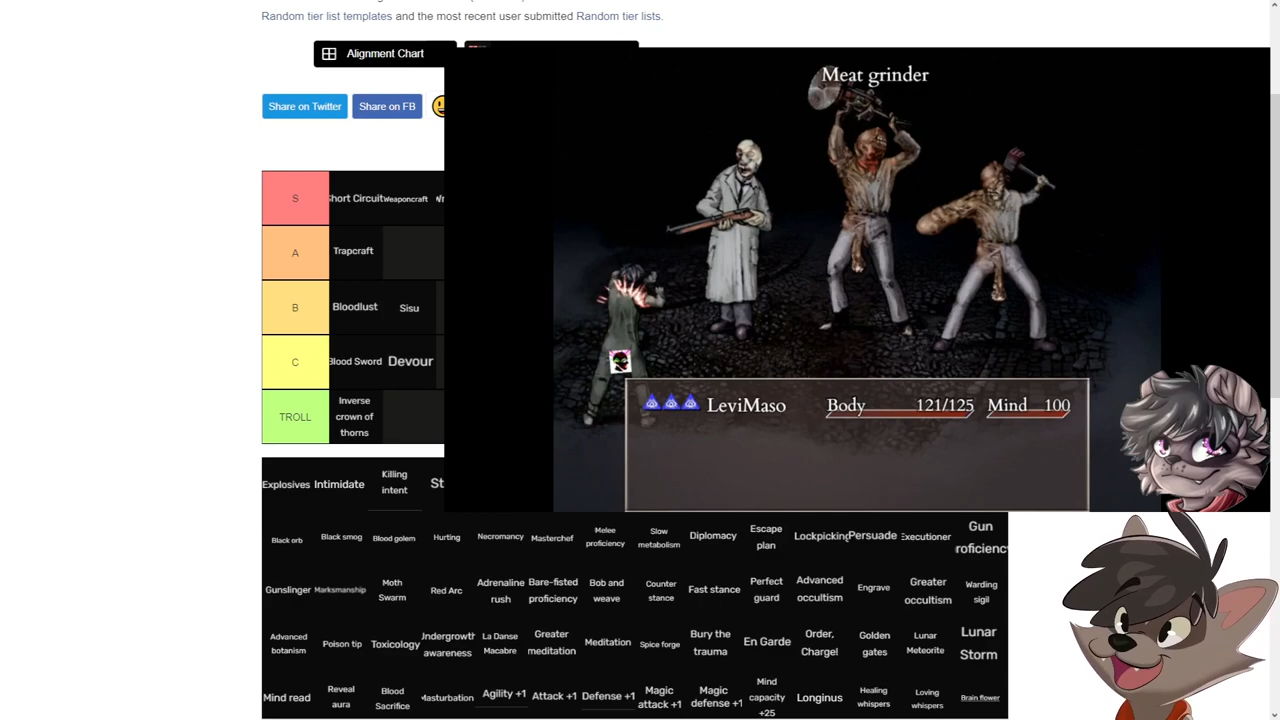 Random tier list templates and the most recent user submitted Random tier lists.
Alignment Chart
Share on Twitter
Share on FB
Meat grinder
S
Short Circuit
Weaponcraft
A
Trapcraft
B
Bloodlust
Sisu
C
Blood Sword
Devour
TROLL
Inverse
crown of
thorns
LeviMaso
Body 121/125
Mind 100
Explosives
Intimidate
Killing
intent
Black orb
Black smog
Blood golem
Hurting
Necromancy
Masterchef
Melee
proficiency
Slow
metabolism
Diplomacy
Escape
plan
Lockpicking
Persuade
Executioner
Gun
proficiency
Gunslinger
Marksmanship
Moth
Swarm
Red Arc
Adrenaline
rush
Bare-fisted
proficiency
Bob and
weave
Counter
stance
Fast stance
Perfect
guard
Advanced
occultism
Engrave
Greater
occultism
Warding
sigil
Advanced
botanism
Poison tip
Toxicology
Undergrowth
awareness
La Danse
Macabre
Greater
meditation
Meditation
Spice forge
Bury the
trauma
En Garde
Order,
Charge!
Golden
gates
Lunar
Meteorite
Lunar
Storm
Mind read
Reveal
aura
Blood
Sacrifice
Masturbation
Agility +1
Attack +1
Defense +1
Magic
attack +1
Magic
defense +1
Mind
capacity
+25
Longinus
Healing
whispers
Loving
whispers
Brain flower